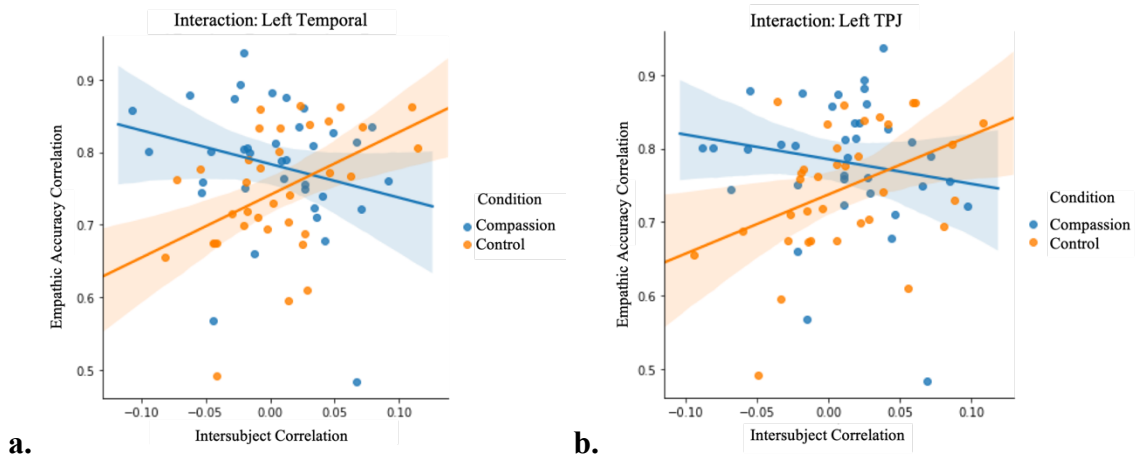 Interaction: Left Temporal
Empathic Accuracy Correlation
0.9
0.8
0.7
0.6
0.5
−0.10 −0.05 0.00 0.05 0.10
Intersubject Correlation
Condition
Compassion
Control
a.
Interaction: Left TPJ
Empathic Accuracy Correlation
0.9
0.8
0.7
0.6
0.5
−0.10 −0.05 0.00 0.05 0.10
Intersubject Correlation
Condition
Compassion
Control
b.